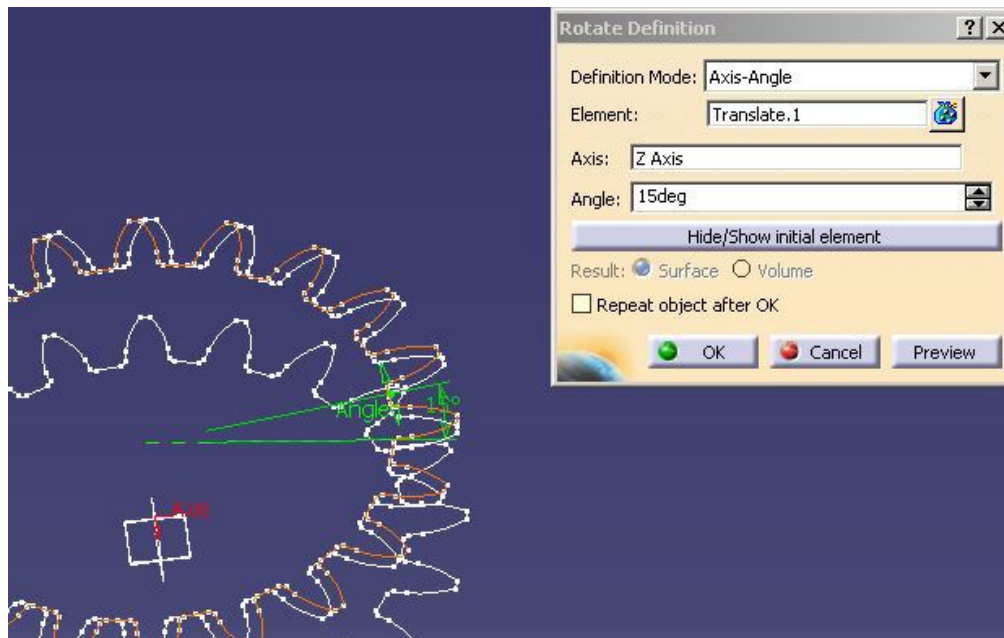 Rotate Definition
Definition Mode: Axis-Angle
Element: Translate.1
Axis: Z Axis
Angle: 15deg
Hide/Show initial element
Result: Surface Volume
Repeat object after OK
OK Cancel Preview
Angle 15°